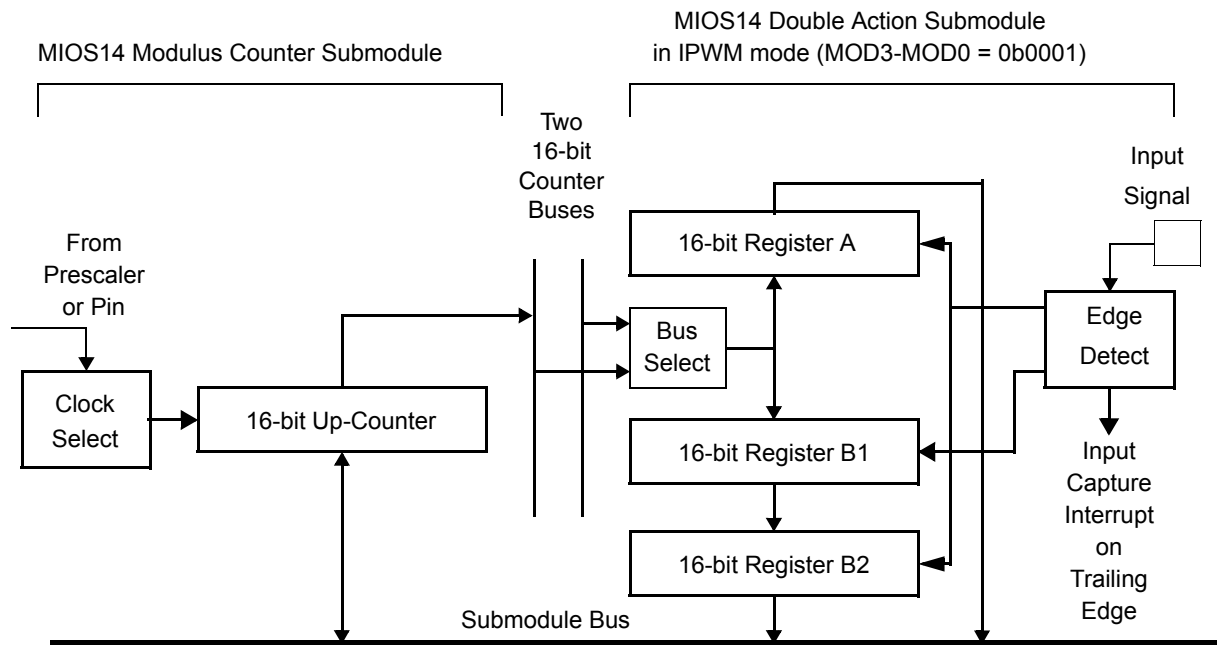 MIOS14 Modulus Counter Submodule
MIOS14 Double Action Submodule
in IPWM mode (MOD3-MOD0 = 0b0001)
Two
16-bit
Counter
Buses
Input
Signal
From
Prescaler
or Pin
16-bit Register A
Bus
Select
Edge
Detect
Clock
Select
16-bit Up-Counter
16-bit Register B1
Input
Capture
Interrupt
on
Trailing
Edge
16-bit Register B2
Submodule Bus